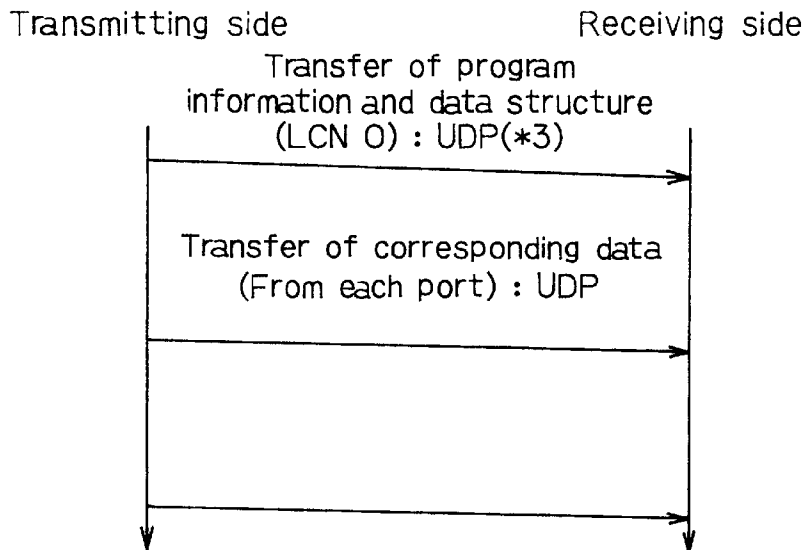 Transmitting side
Receiving side
Transfer of program
information and data structure
(LCN 0) : UDP(*3)
Transfer of corresponding data
(From each port) : UDP